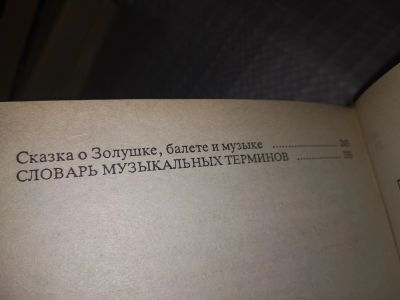 Сказка о Золушке, балете и музыке
СЛОВАРЬ МУЗЫКАЛЬНЫХ ТЕРМИНОВ